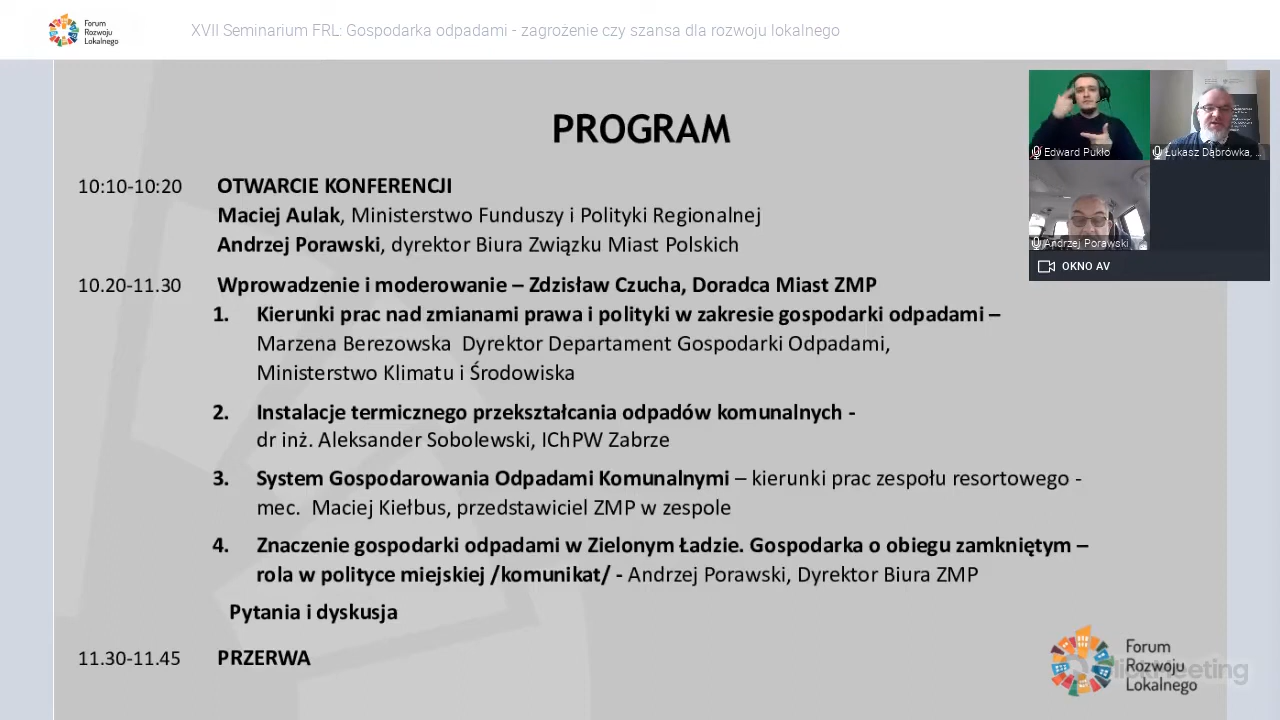 Forum
Rozwoju
Lokalnego
XVII Seminarium FRL: Gospodarka odpadami - zagrożenie czy szansa dla rozwoju lokalnego
PROGRAM
10:10-10:20 OTWARCIE KONFERENCJI
Maciej Aulak, Ministerstwo Funduszy i Polityki Regionalnej
Andrzej Porawski, dyrektor Biura Związku Miast Polskich
10.20-11.30 Wprowadzenie i moderowanie – Zdzisław Czucha, Doradca Miast ZMP
1. Kierunki prac nad zmianami prawa i polityki w zakresie gospodarki odpadami –
Marzena Berezowska Dyrektor Departament Gospodarki Odpadami,
Ministerstwo Klimatu i Środowiska
2. Instalacje termicznego przekształcania odpadów komunalnych -
dr inż. Aleksander Sobolewski, IChPW Zabrze
3. System Gospodarowania Odpadami Komunalnymi – kierunki prac zespołu resortowego -
mec. Maciej Kiełbus, przedstawiciel ZMP w zespole
4. Znaczenie gospodarki odpadami w Zielonym Ładzie. Gospodarka o obiegu zamkniętym –
rola w polityce miejskiej /komunikat/ - Andrzej Porawski, Dyrektor Biura ZMP
Pytania i dyskusja
11.30-11.45 PRZERWA
Edward Pukło
Łukasz Dąbrówka, ...
Andrzej Porawski
OKNO AV
Forum
Rozwoju
Lokalnego
ClickMeeting